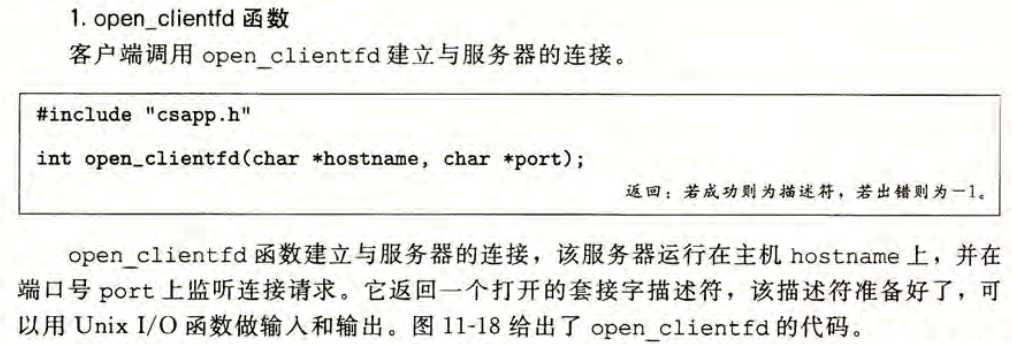 1. open_clientfd 函数
客户端调用 open_clientfd 建立与服务器的连接。
#include "csapp.h"
int open_clientfd(char *hostname, char *port);
返回：若成功则为描述符，若出错则为－1。
open_clientfd 函数建立与服务器的连接，该服务器运行在主机 hostname 上，并在
端口号 port 上监听连接请求。它返回一个打开的套接字描述符，该描述符准备好了，可
以用 Unix I/O 函数做输入和输出。图 11-18 给出了 open_clientfd 的代码。